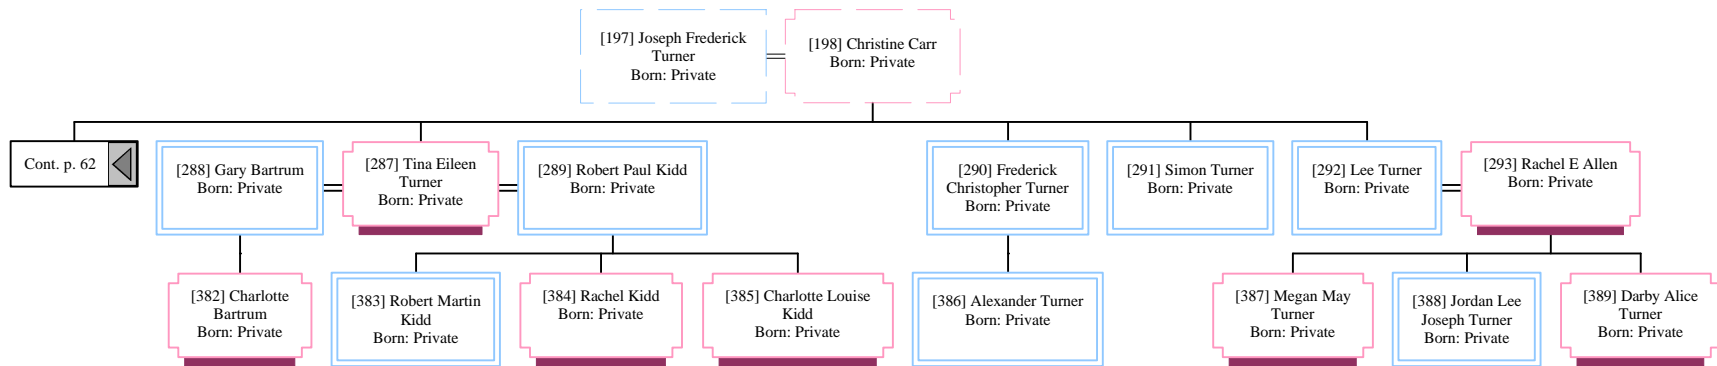 [197] Joseph Frederick
Turner
Born: Private
[198] Christine Carr
Born: Private
Cont. p. 62
[288] Gary Bartrum
Born: Private
[287] Tina Eileen
Turner
Born: Private
[289] Robert Paul Kidd
Born: Private
[290] Frederick
Christopher Turner
Born: Private
[291] Simon Turner
Born: Private
[292] Lee Turner
Born: Private
[293] Rachel E Allen
Born: Private
[382] Charlotte
Bartrum
Born: Private
[383] Robert Martin
Kidd
Born: Private
[384] Rachel Kidd
Born: Private
[385] Charlotte Louise
Kidd
Born: Private
[386] Alexander Turner
Born: Private
[387] Megan May
Turner
Born: Private
[388] Jordan Lee
Joseph Turner
Born: Private
[389] Darby Alice
Turner
Born: Private